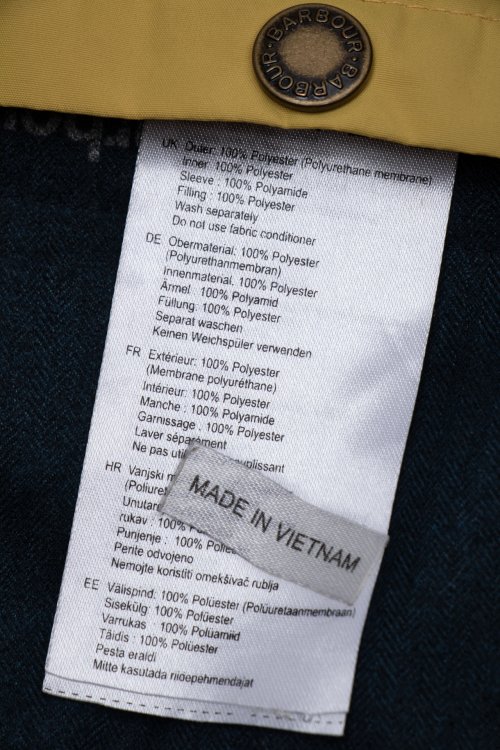 BARBOUR · BARBOUR · BARBOUR
UK Outer: 100% Polyester (Polyurethane membrane)
Inner: 100% Polyester
Sleeve : 100% Polyamide
Filling : 100% Polyester
Wash separately
Do not use fabric conditioner
DE Obermaterial: 100% Polyester
(Polyurethanmembran)
Innenmaterial: 100% Polyester
Ärmel : 100% Polyamid
Füllung: 100% Polyester
Separat waschen
Keinen Weichspüler verwenden
FR Extérieur: 100% Polyester
(Membrane polyuréthane)
Intérieur: 100% Polyester
Manche : 100% Polyamide
Garnissage : 100% Polyester
Laver séparément
Ne pas
HR Vanjski
rukav : 100%
Punjenje : 100%
Perite odvojeno
Nemojte koristiti omekšivač rublja
MADE IN VIETNAM
EE Välispind: 100% Polüester (Polüuretaanmembraan)
Sisekülg: 100% Polüester
Varrukas : 100% Polüamiid
Täidis : 100% Polüester
Pesta eraldi
Mitte kasutada riidepehmendajat